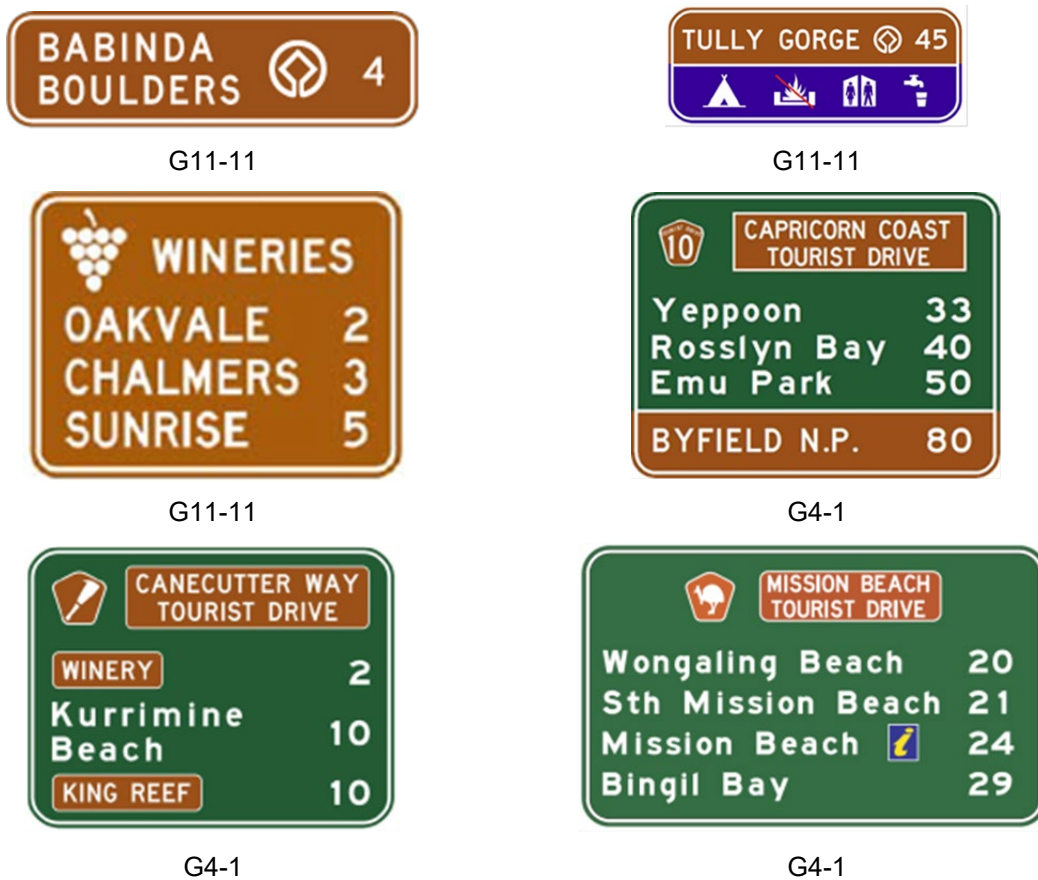 BABINDA
BOULDERS 4
G11-11
TULLY GORGE 45
G11-11
WINERIES
OAKVALE 2
CHALMERS 3
SUNRISE 5
G11-11
10
CAPRICORN COAST
TOURIST DRIVE
Yeppoon 33
Rosslyn Bay 40
Emu Park 50
BYFIELD N.P. 80
G4-1
CANECUTTER WAY
TOURIST DRIVE
WINERY 2
Kurrimine
Beach 10
KING REEF 10
G4-1
MISSION BEACH
TOURIST DRIVE
Wongaling Beach 20
Sth Mission Beach 21
Mission Beach i 24
Bingil Bay 29
G4-1